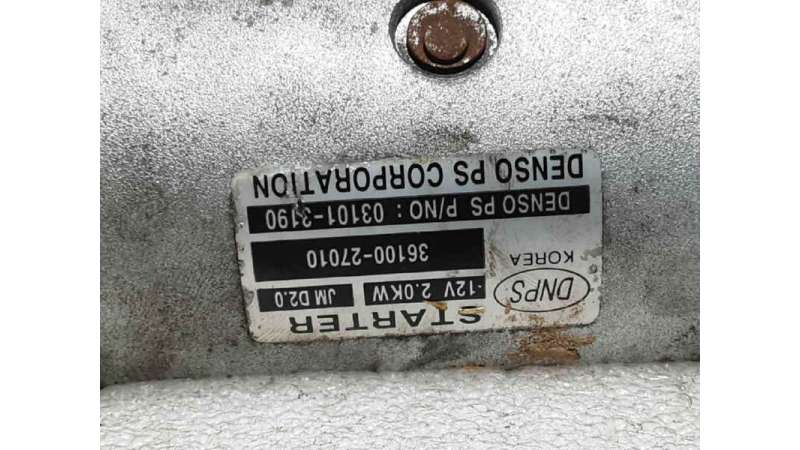 STARTER
DNPS
-12V 2.0KW
JM D2.0
KOREA
36100-27010
DENSO PS P/NO : 03101-3190
DENSO PS CORPORATION